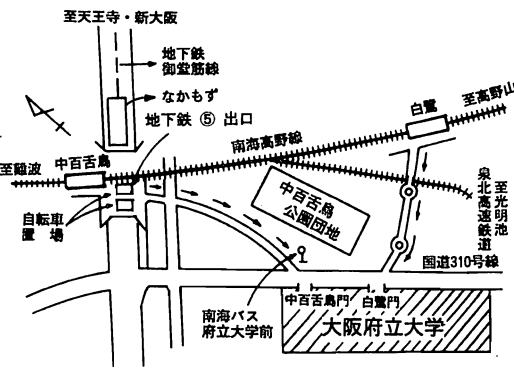 至天王寺・新大阪
地下鉄
御堂筋線
なかもず
地下鉄 ⑤ 出口
白鷺
至高野山
南海高野線
中百舌鳥
至難波
自転車
置場
中百舌鳥
公園団地
至光明池
泉北高速鉄道
国道310号線
南海バス
府立大学前
中百舌鳥門
白鷺門
大阪府立大学